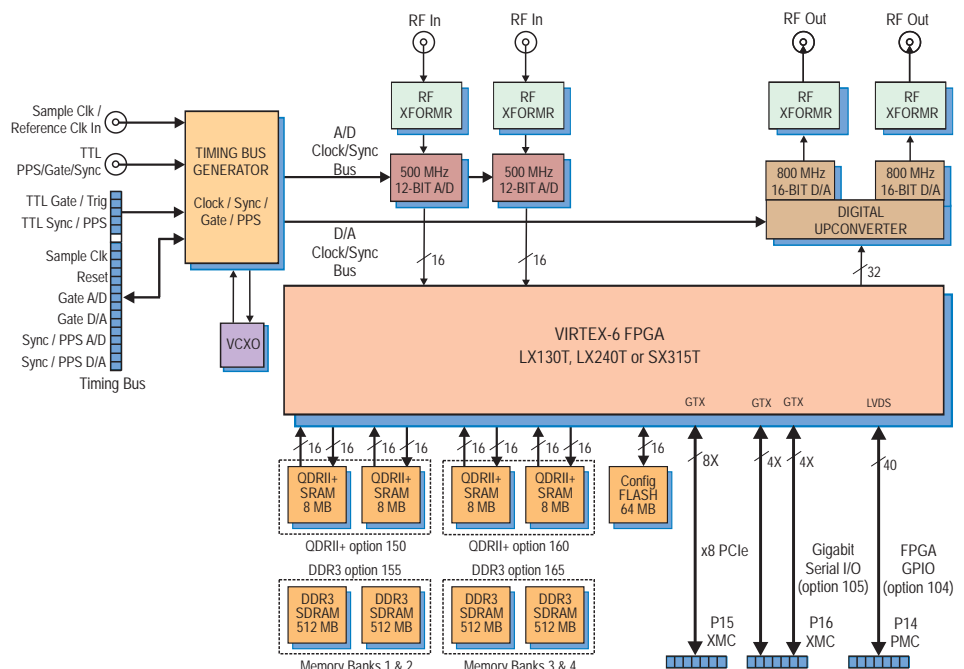 RF In
RF In
RF Out
RF Out
RF
XFORMR
RF
XFORMR
RF
XFORMR
RF
XFORMR
Sample Clk /
Reference Clk In
TTL
PPS/Gate/Sync
TIMING BUS
GENERATOR
Clock / Sync /
Gate / PPS
A/D
Clock/Sync
Bus
500 MHz
12-BIT A/D
500 MHz
12-BIT A/D
800 MHz
16-BIT D/A
800 MHz
16-BIT D/A
DIGITAL
UPCONVERTER
TTL Gate / Trig
TTL Sync / PPS
Sample Clk
Reset
Gate A/D
Gate D/A
Sync / PPS A/D
Sync / PPS D/A
Timing Bus
D/A
Clock/Sync
Bus
16
16
32
VCXO
VIRTEX-6 FPGA
LX130T, LX240T or SX315T
GTX
GTX
GTX
LVDS
16
16
16
16
16
16
16
16
16
8X
4X
4X
40
QDRII+
SRAM
8 MB
QDRII+
SRAM
8 MB
QDRII+
SRAM
8 MB
QDRII+
SRAM
8 MB
Config
FLASH
64 MB
QDRII+ option 150
QDRII+ option 160
DDR3 option 155
DDR3 option 165
DDR3
SDRAM
512 MB
DDR3
SDRAM
512 MB
DDR3
SDRAM
512 MB
DDR3
SDRAM
512 MB
Memory Banks 1 & 2
Memory Banks 3 & 4
x8 PCIe
Gigabit
Serial I/O
(option 105)
FPGA
GPIO
(option 104)
P15
XMC
P16
XMC
P14
PMC